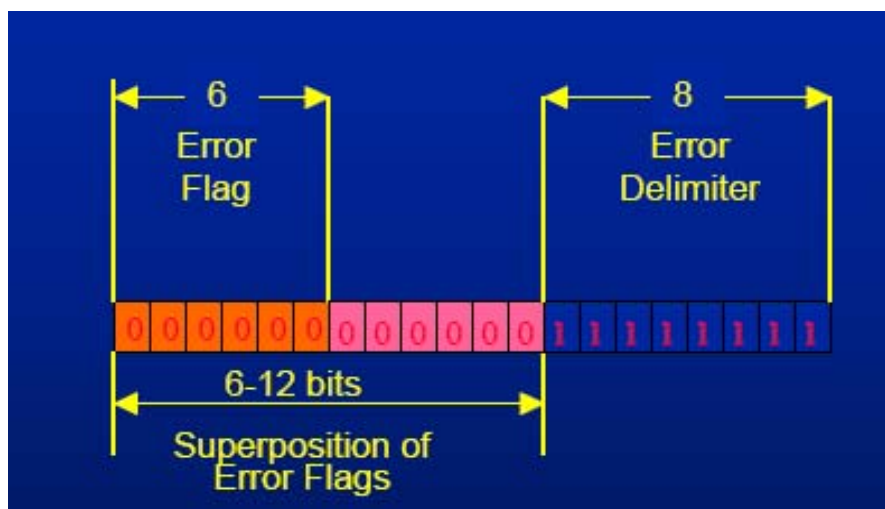 6 8
Error Error
Flag Delimiter
0 0 0 0 0 0 0 0 0 0 0 0 1 1 1 1 1 1 1 1
6-12 bits
Superposition of
Error Flags